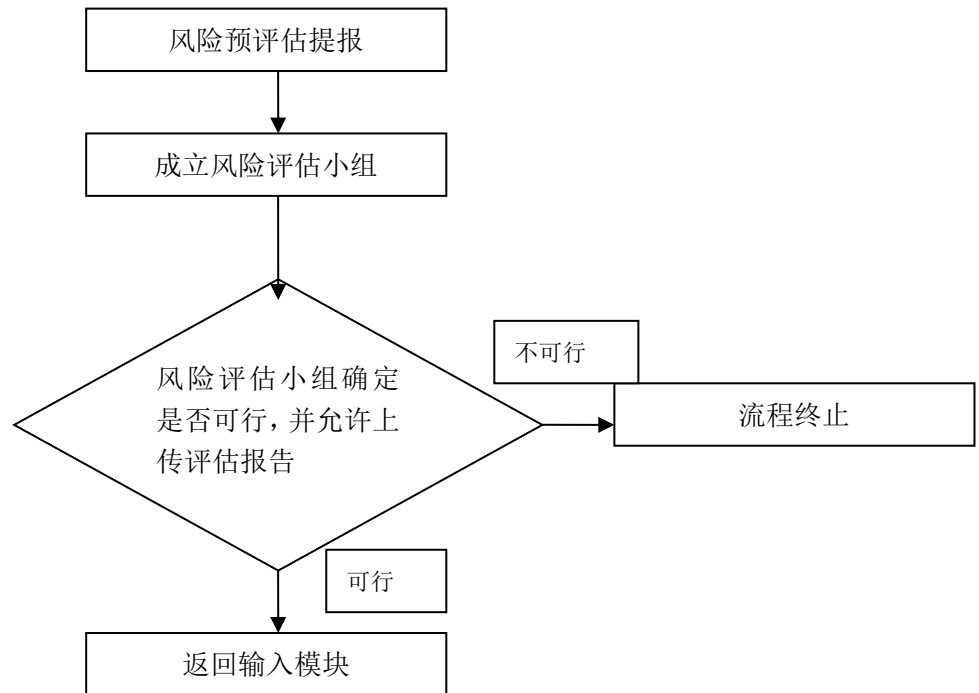 风险预评估提报
成立风险评估小组
风险评估小组确定
是否可行，并允许上
传评估报告
不可行
流程终止
可行
返回输入模块